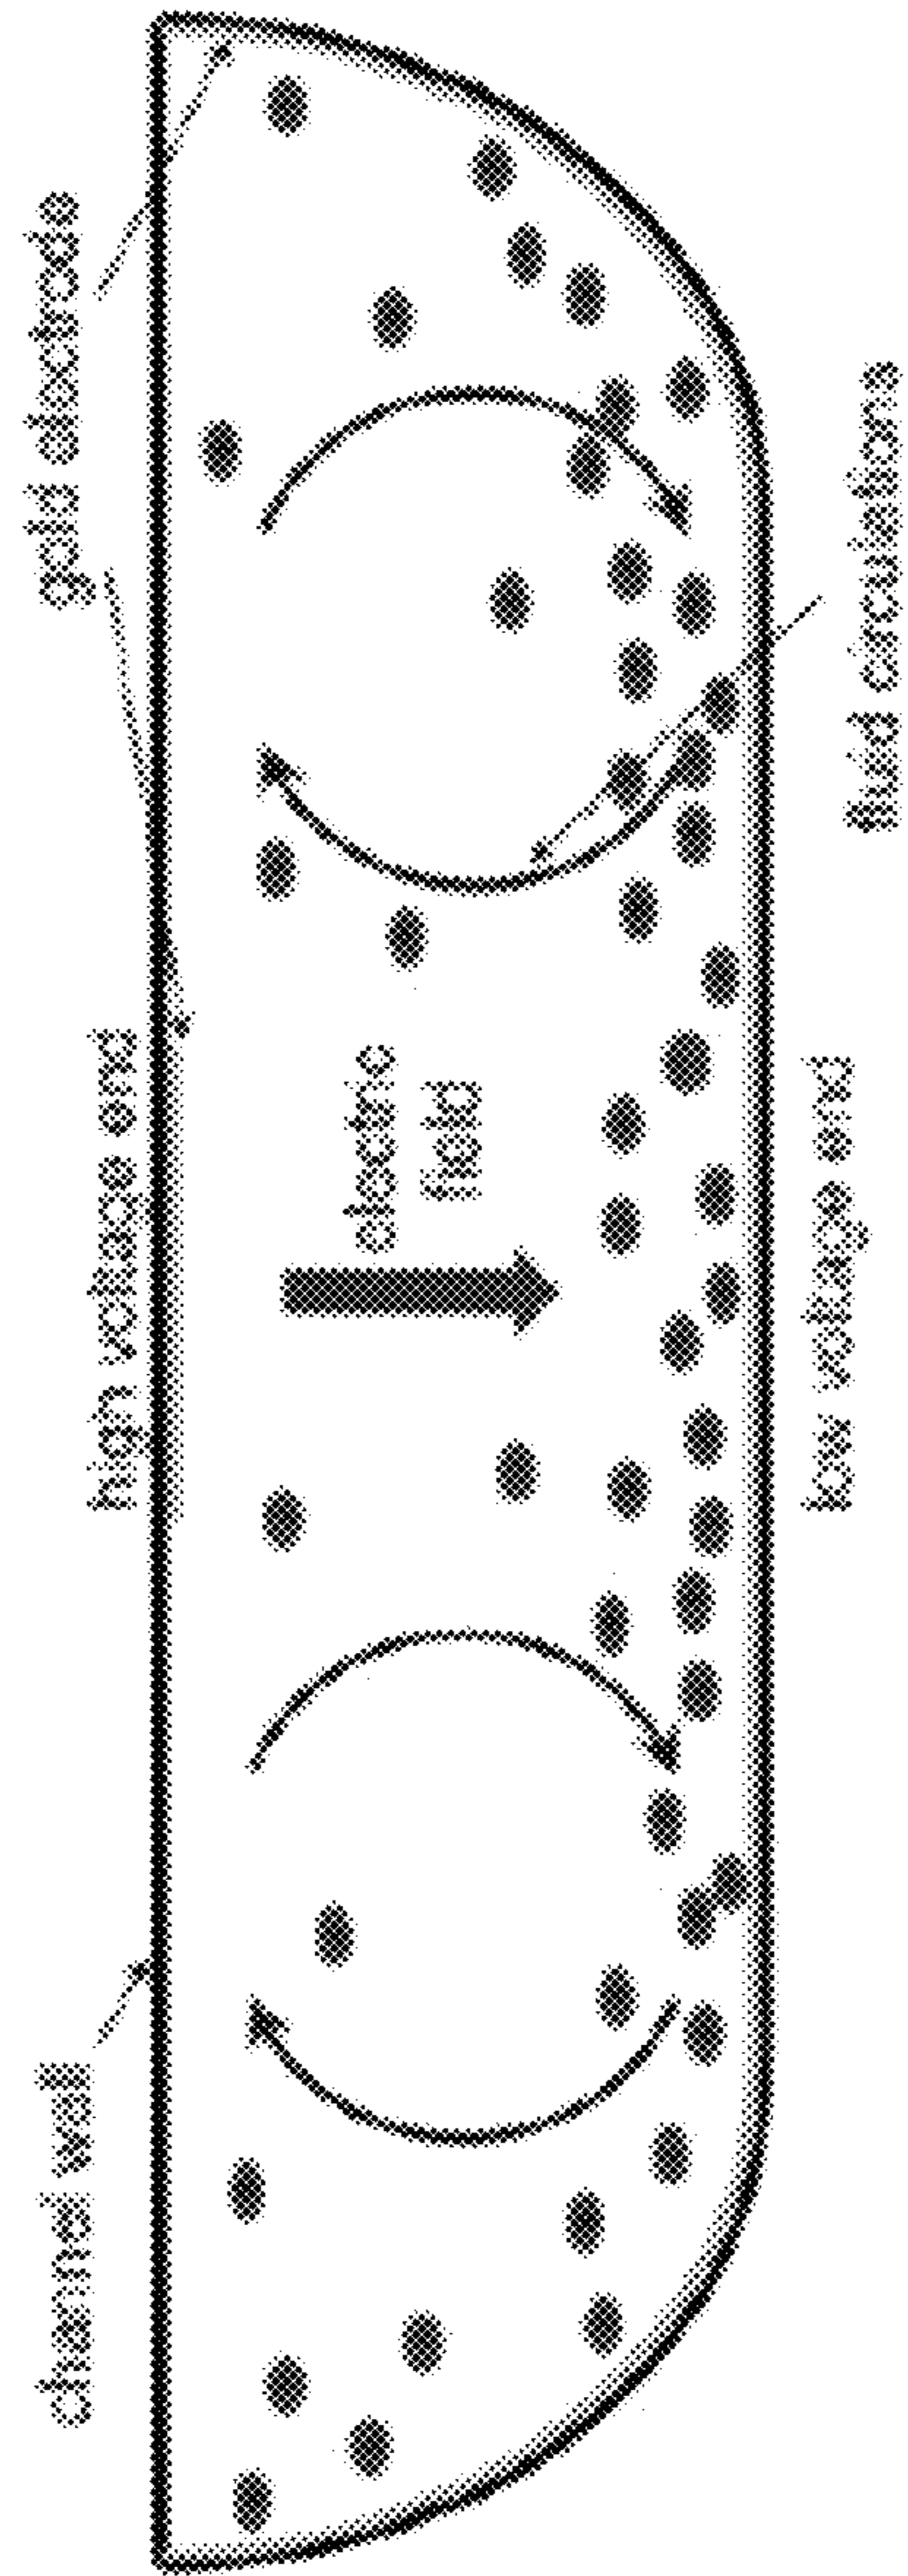 channel wall
high voltage end
gold electrode
electric
field
low voltage end
fluid circulations